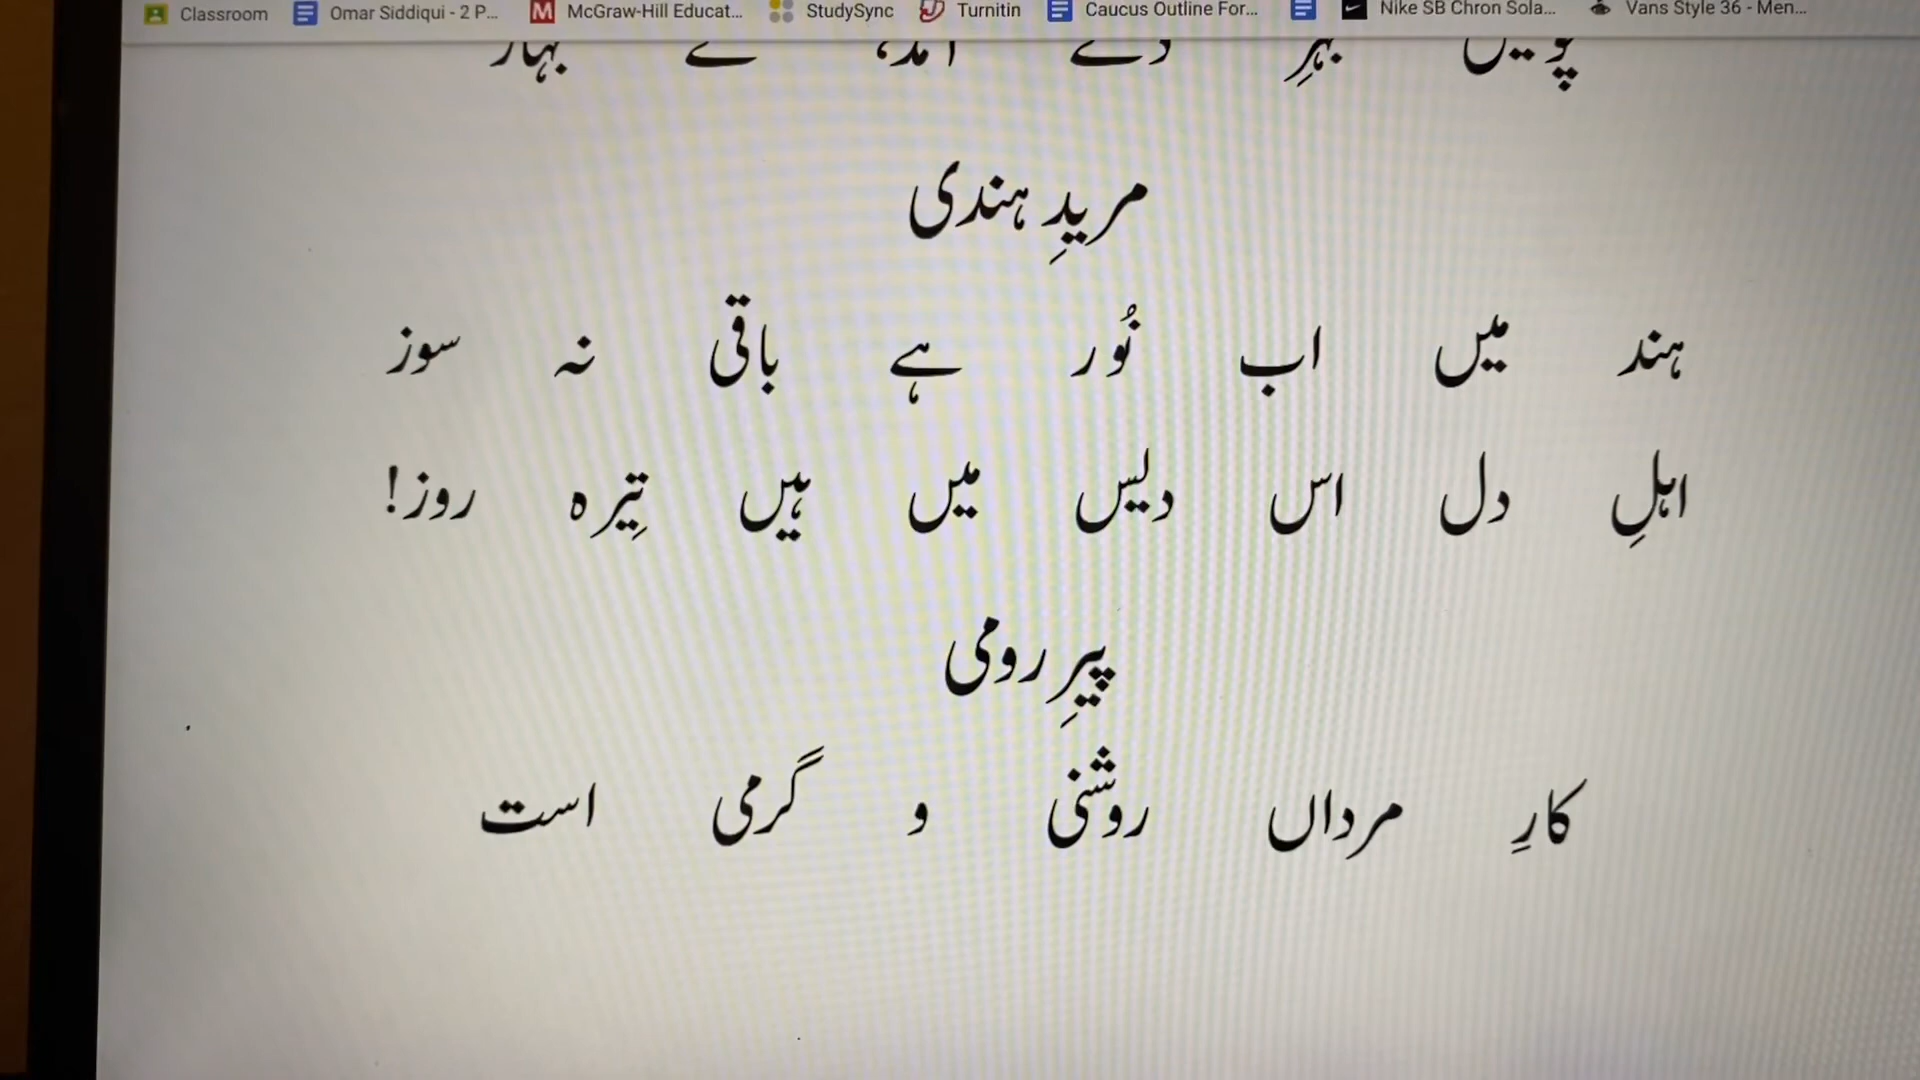 Classroom Omar Siddiqui - 2 P... McGraw-Hill Educat... StudySync Turnitin Caucus Outline For... Nike SB Chron Sola... Vans Style 36 - Men...
مریدِ ہندی
ہند میں اب نُور ہے باقی نہ سوز
اہلِ دل اس دیس میں ہیں تِیرہ روز!
پیرِ رومی
کارِ مرداں روشنی و گرمی است